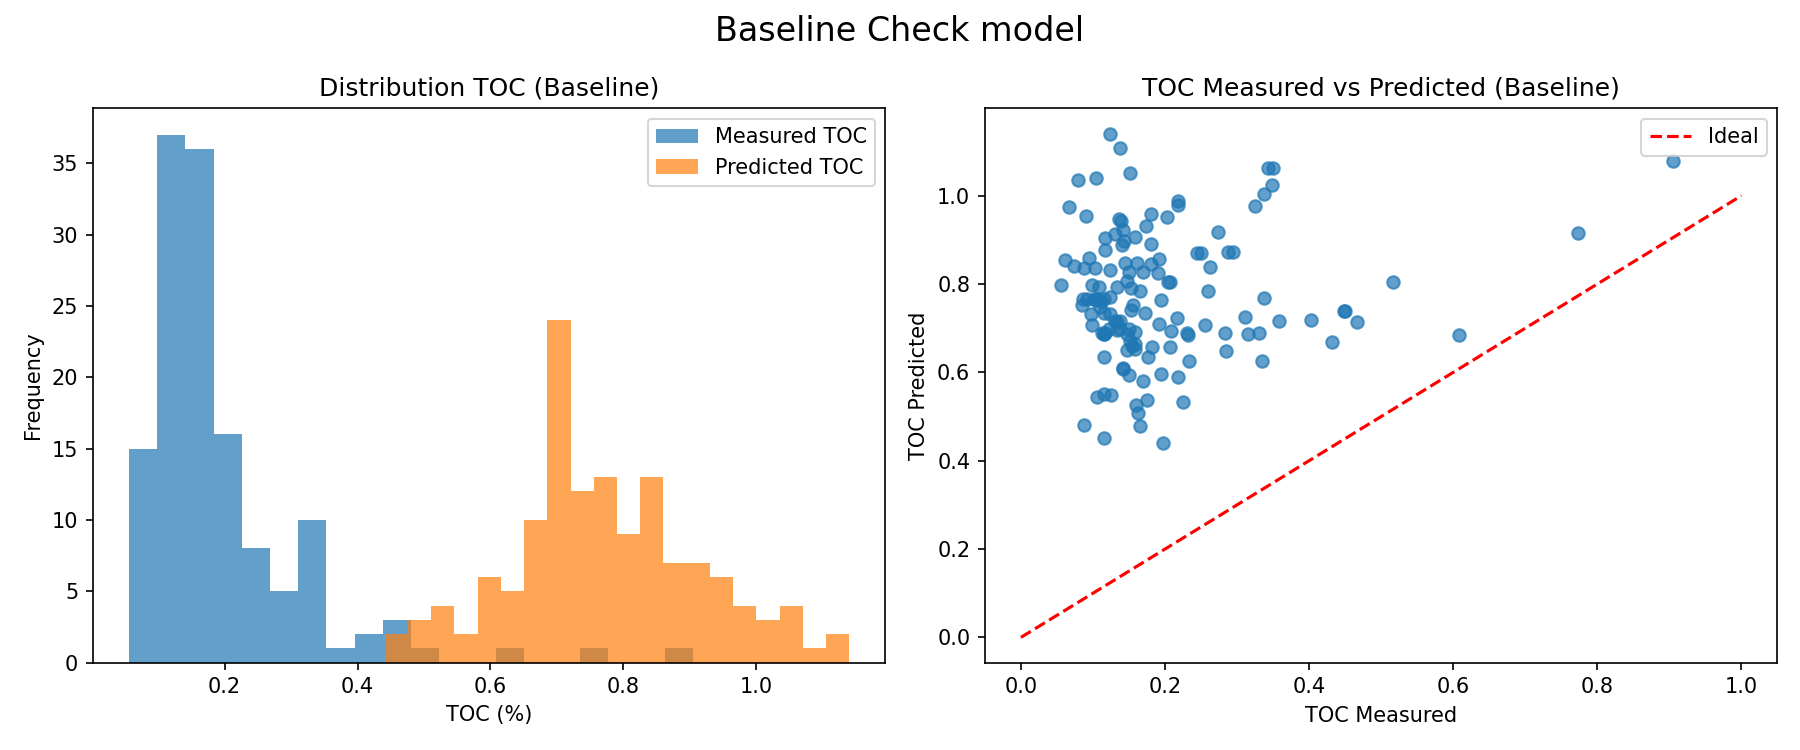 Baseline Check model
Distribution TOC (Baseline)
Measured TOC
Predicted TOC
35
30
25
20
15
10
5
0
Frequency
0.2 0.4 0.6 0.8 1.0
TOC (%)
TOC Measured vs Predicted (Baseline)
Ideal
1.0
0.8
0.6
0.4
0.2
0.0
TOC Predicted
0.0 0.2 0.4 0.6 0.8 1.0
TOC Measured